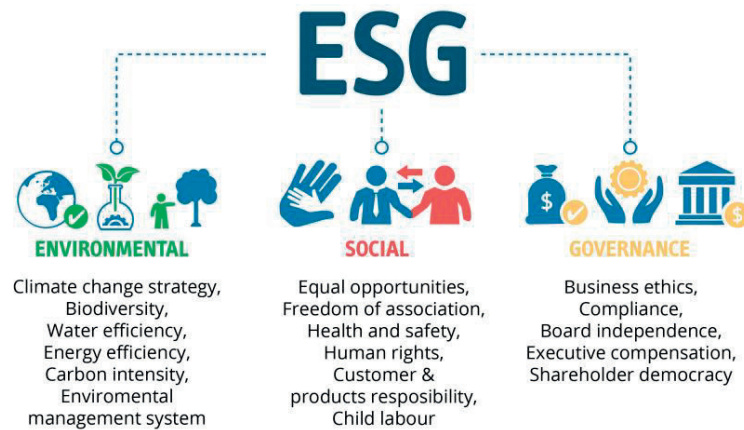 ESG
ENVIRONMENTAL
Climate change strategy,
Biodiversity,
Water efficiency,
Energy efficiency,
Carbon intensity,
Enviromental
management system
SOCIAL
Equal opportunities,
Freedom of association,
Health and safety,
Human rights,
Customer &
products resposibility,
Child labour
$
$
GOVERNANCE
Business ethics,
Compliance,
Board independence,
Executive compensation,
Shareholder democracy